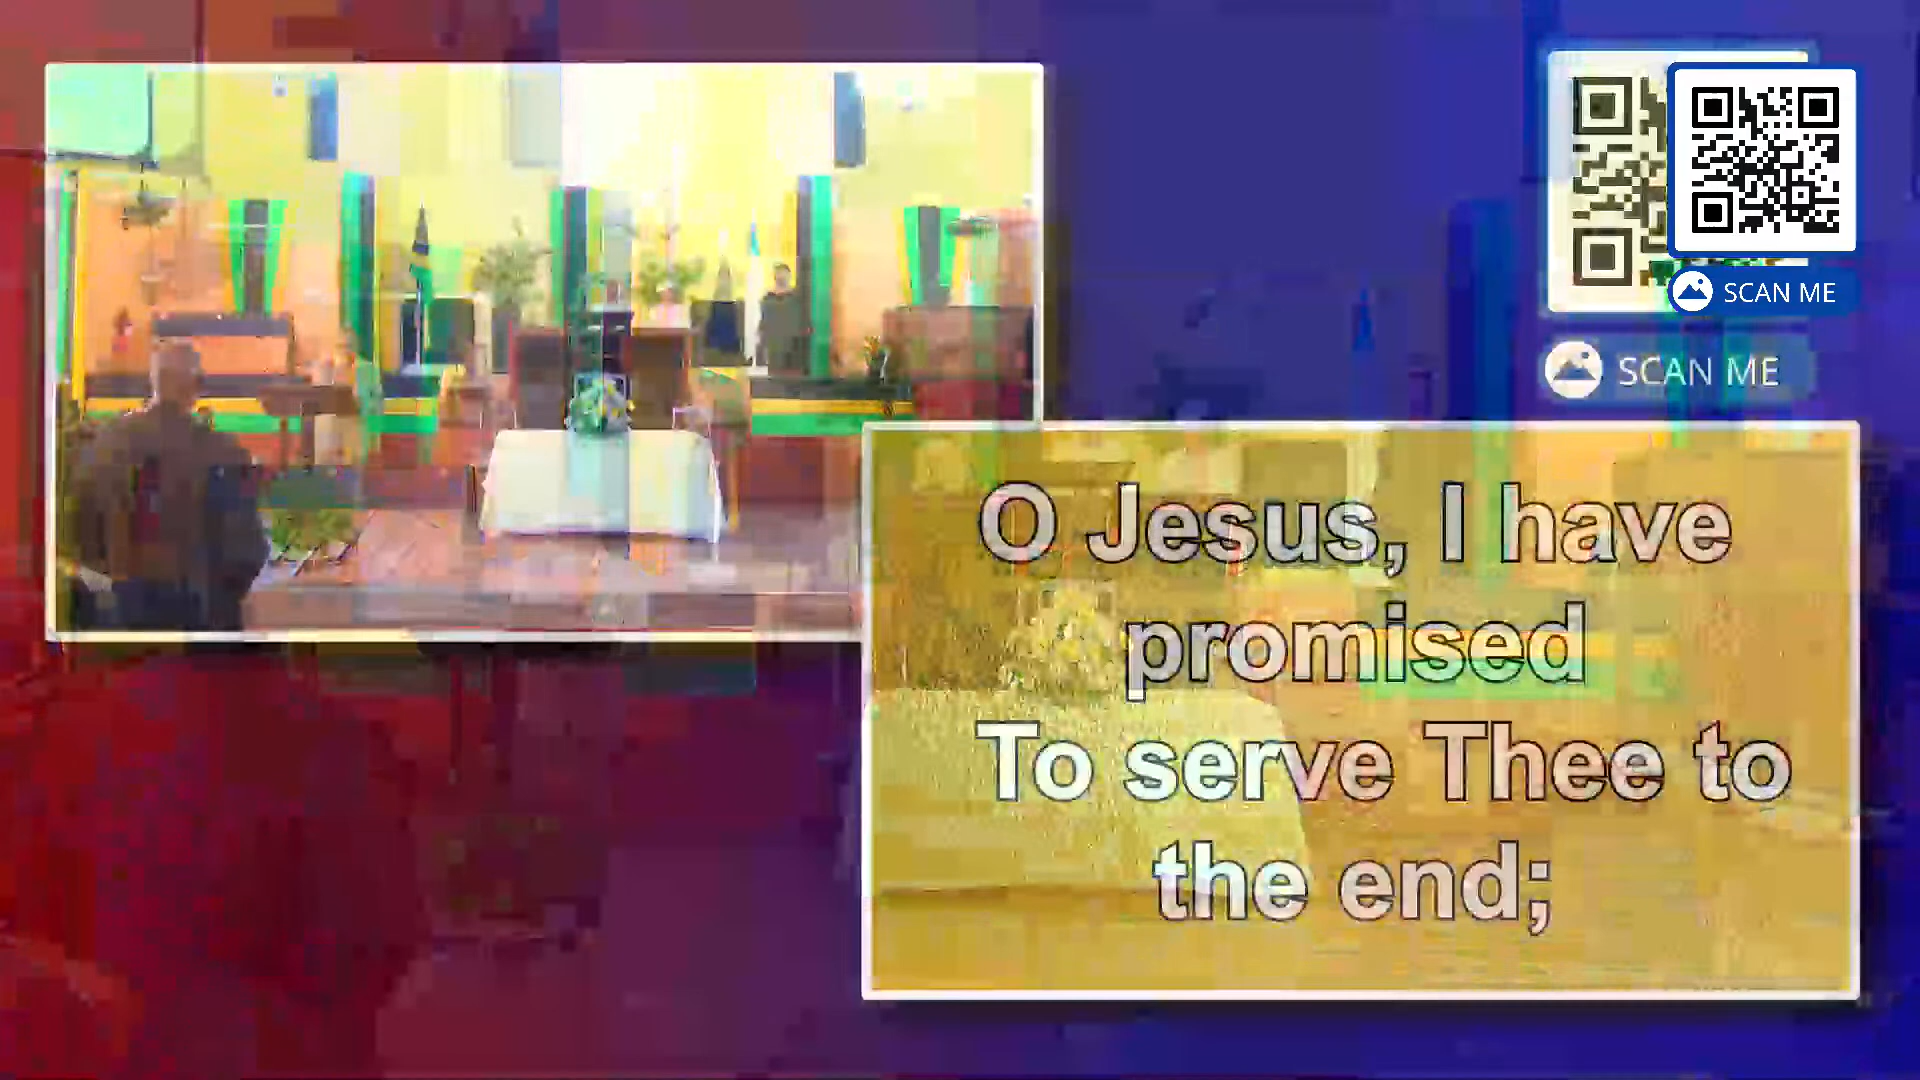 SCAN ME
SCAN ME
O Jesus, I have
promised
To serve Thee to
the end;